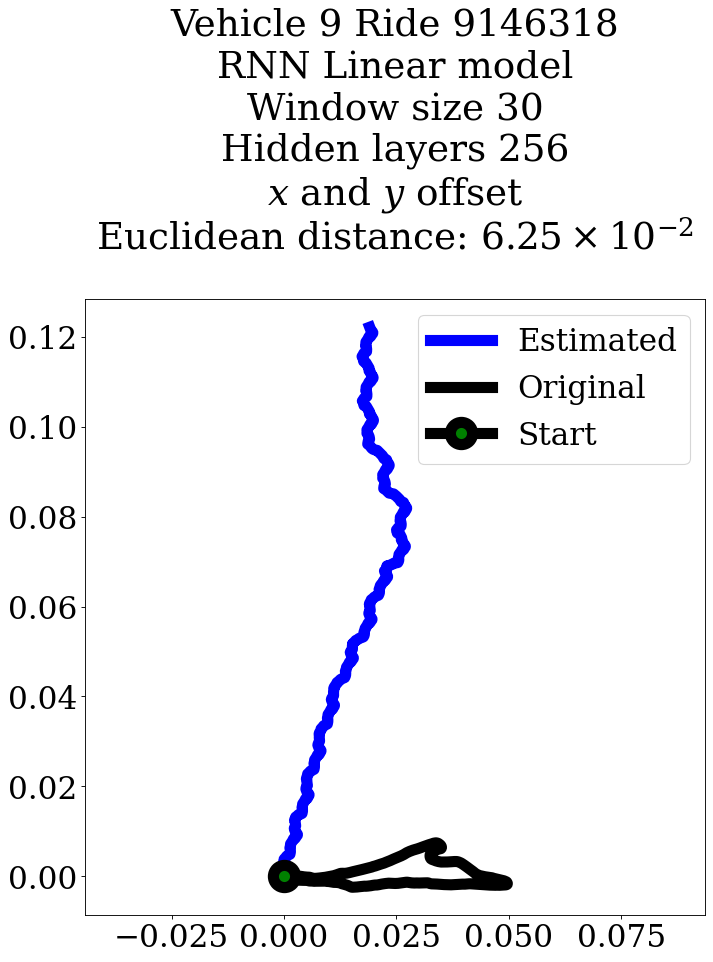 Vehicle 9 Ride 9146318
RNN Linear model
Window size 30
Hidden layers 256
x and y offset
Euclidean distance: 6.25 × 10⁻²
Estimated
Original
Start
0.12
0.10
0.08
0.06
0.04
0.02
0.00
−0.025 0.000 0.025 0.050 0.075